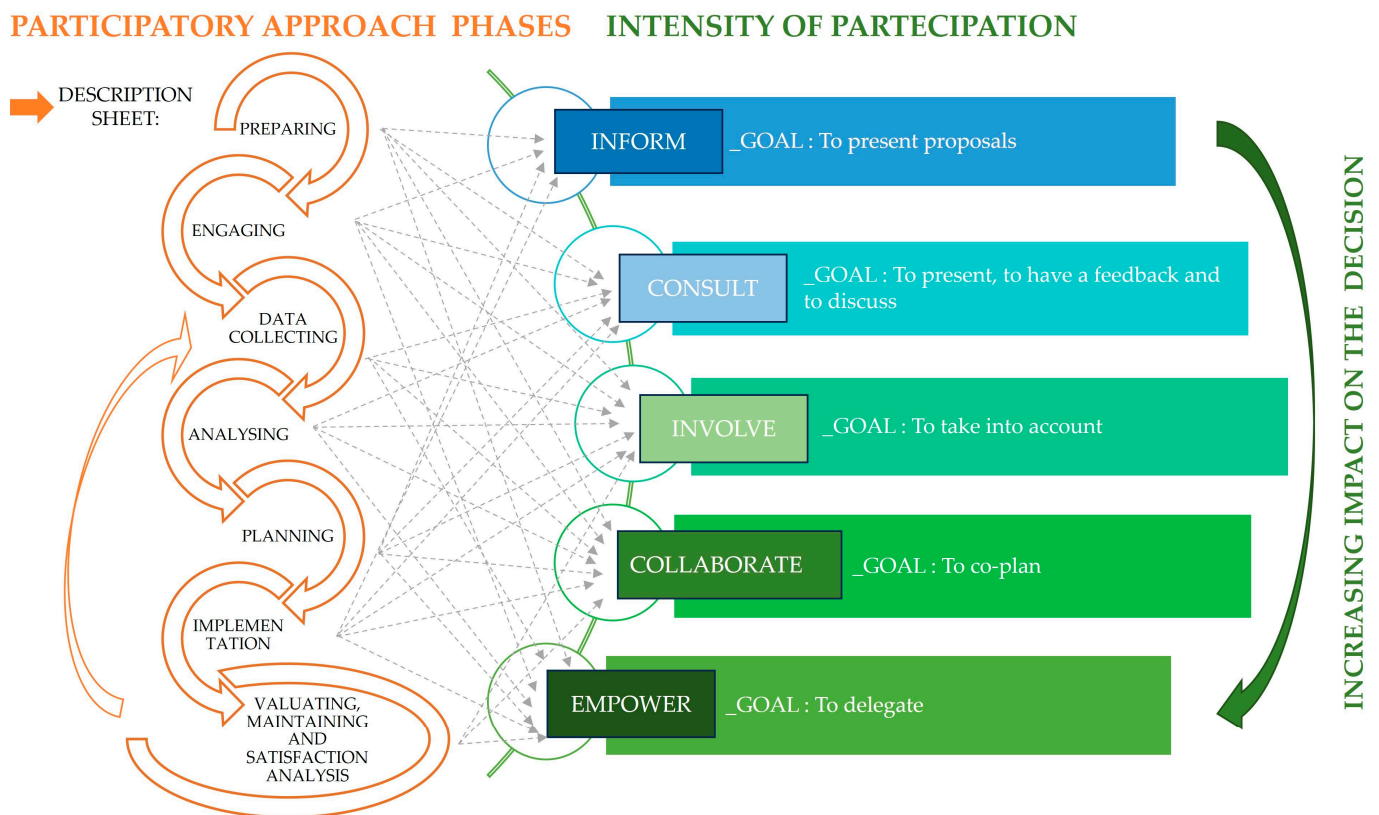 PARTICIPATORY APPROACH  PHASES
INTENSITY OF PARTECIPATION
DESCRIPTION
SHEET:
PREPARING
ENGAGING
DATA
COLLECTING
ANALYSING
PLANNING
IMPLEMEN
TATION
VALUATING,
MAINTAINING
AND
SATISFACTION
ANALYSIS
INFORM
_GOAL : To present proposals
CONSULT
_GOAL : To present, to have a feedback and
to discuss
INVOLVE
_GOAL : To take into account
COLLABORATE
_GOAL : To co-plan
EMPOWER
_GOAL : To delegate
INCREASING IMPACT ON THE  DECISION